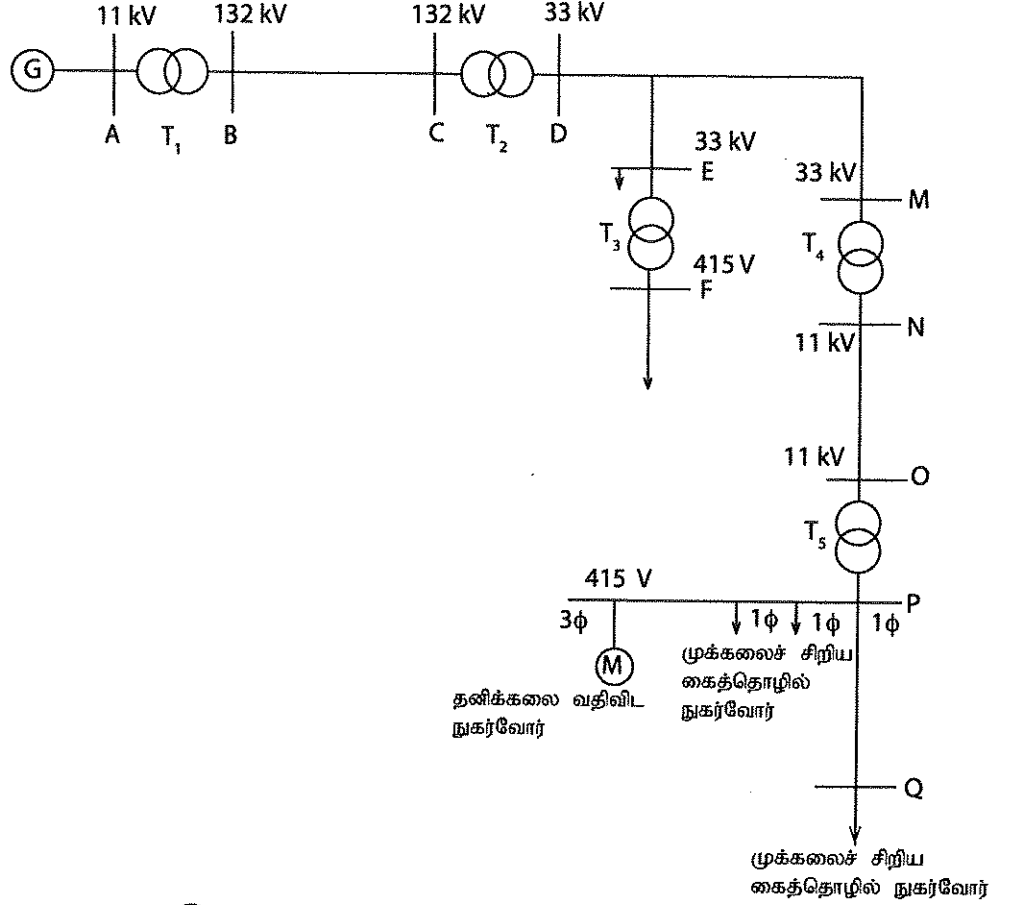 11 kV 132 kV 132 kV 33 kV
G
A T₁ B C T₂ D
33 kV
E
33 kV
M
T₃
T₄
415 V
F
N
11 kV
11 kV
O
T₅
415 V
P
3ϕ 1ϕ 1ϕ 1ϕ
M
முக்கலைச் சிறிய
கைத்தொழில்
நுகர்வோர்
தனிக்கலை வதிவிட
நுகர்வோர்
Q
முக்கலைச் சிறிய
கைத்தொழில் நுகர்வோர்